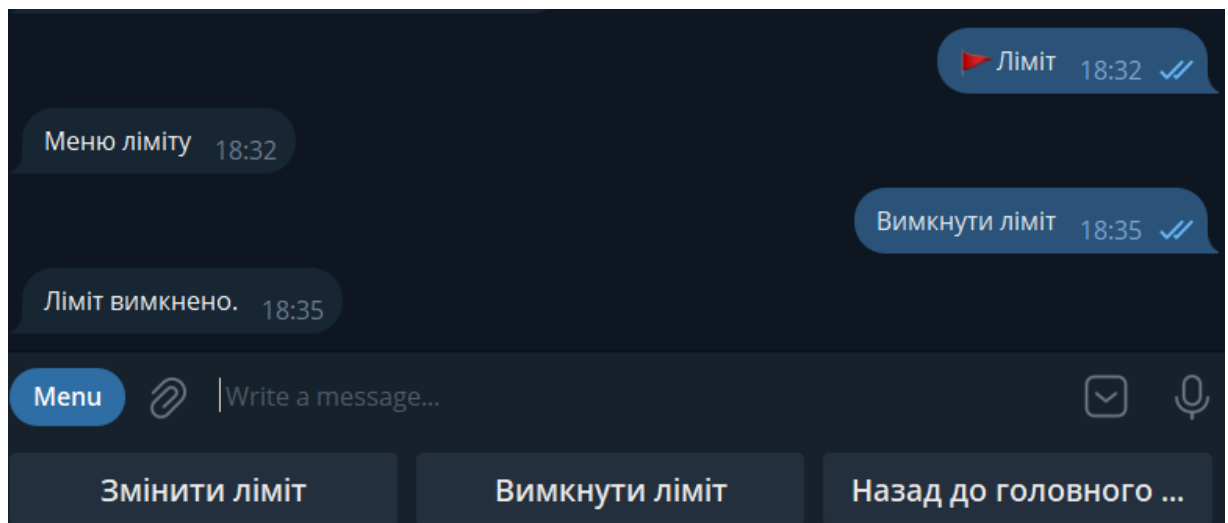 🚩Ліміт 18:32
Меню ліміту 18:32
Вимкнути ліміт 18:35
Ліміт вимкнено. 18:35
Menu Write a message...
Змінити ліміт Вимкнути ліміт Назад до головного ...